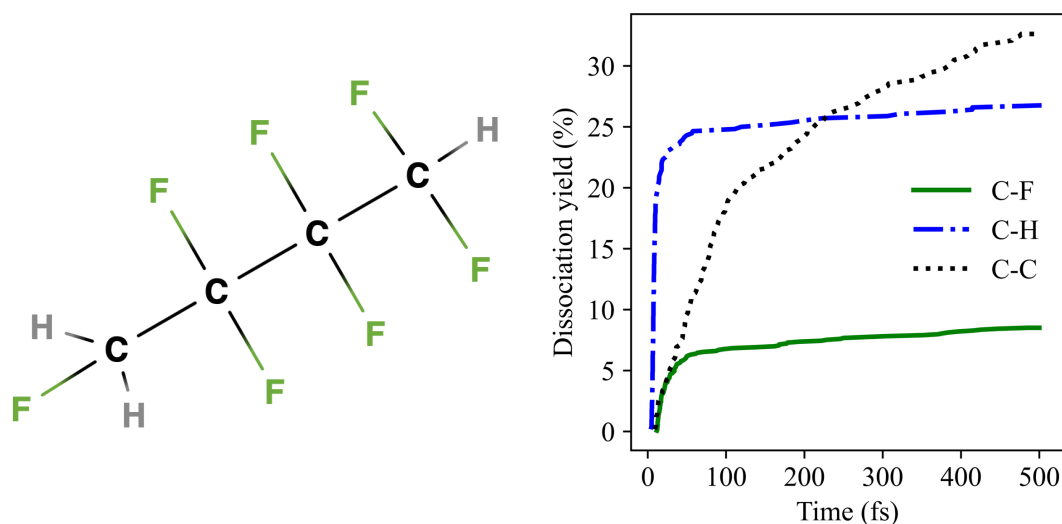 F
F
H
F
C
F
C
C
F
H
C
F
F
F
H
Dissociation yield (%)
30
25
20
15
10
5
0
C-F
C-H
C-C
0 100 200 300 400 500
Time (fs)